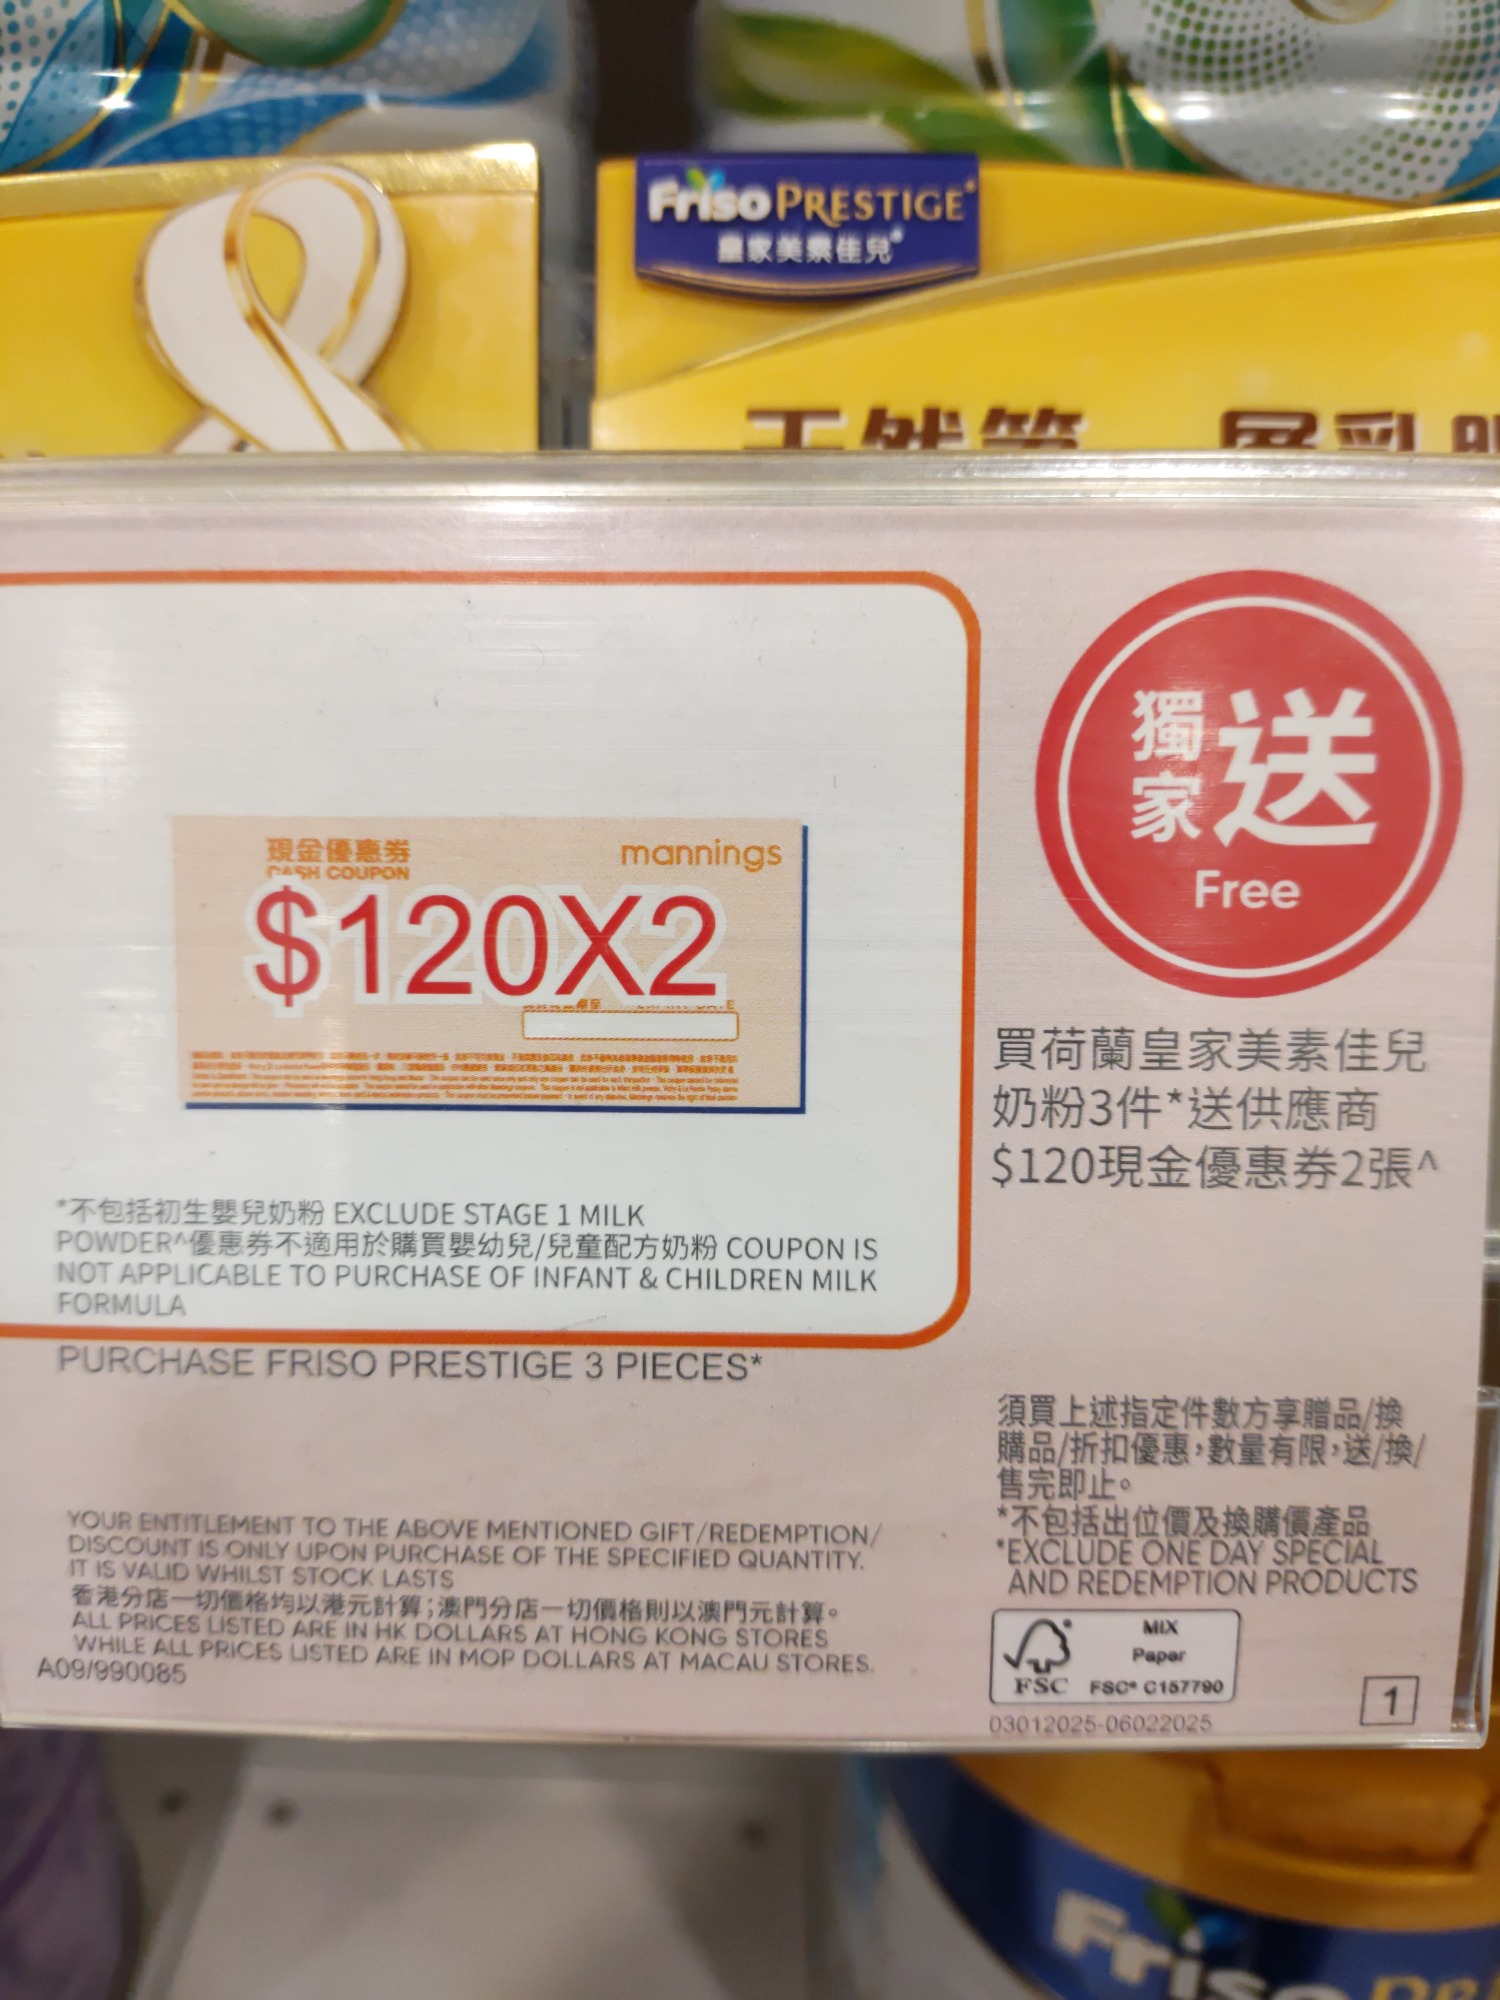 Friso PRESTIGE
皇家美素佳兒
天然第一層乳
獨家
送
Free
現金優惠券
mannings
CASH COUPON
$120X2
買荷蘭皇家美素佳兒
奶粉3件*送供應商
$120現金優惠券2張^
*不包括初生嬰兒奶粉 EXCLUDE STAGE 1 MILK
POWDER^優惠券不適用於購買嬰幼兒/兒童配方奶粉 COUPON IS
NOT APPLICABLE TO PURCHASE OF INFANT & CHILDREN MILK
FORMULA
PURCHASE FRISO PRESTIGE 3 PIECES*
須買上述指定件數方享贈品/換
購品/折扣優惠，數量有限，送/換/
售完即止。
*不包括出位價及換購價產品
*EXCLUDE ONE DAY SPECIAL
AND REDEMPTION PRODUCTS
YOUR ENTITLEMENT TO THE ABOVE MENTIONED GIFT/REDEMPTION/
DISCOUNT IS ONLY UPON PURCHASE OF THE SPECIFIED QUANTITY.
IT IS VALID WHILST STOCK LASTS
香港分店一切價格均以港元計算；澳門分店一切價格則以澳門元計算。
ALL PRICES LISTED ARE IN HK DOLLARS AT HONG KONG STORES
WHILE ALL PRICES LISTED ARE IN MOP DOLLARS AT MACAU STORES.
A09/990085
MIX
Paper
FSC
FSC® C157790
03012025-06022025
1
Friso